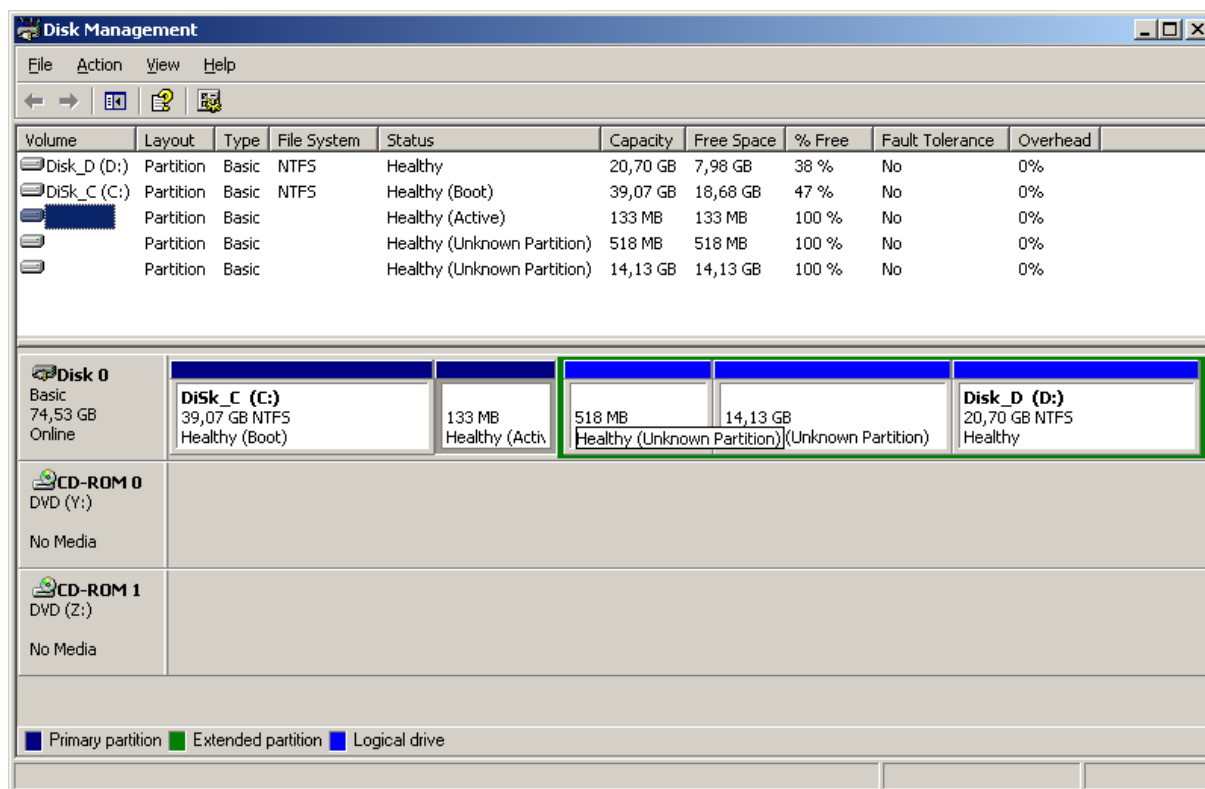 Disk Management
File Action View Help
Volume Layout Type File System Status Capacity Free Space % Free Fault Tolerance Overhead
Disk_D (D:) Partition Basic NTFS Healthy 20,70 GB 7,98 GB 38 % No 0%
DiSk_C (C:) Partition Basic NTFS Healthy (Boot) 39,07 GB 18,68 GB 47 % No 0%
Partition Basic Healthy (Active) 133 MB 133 MB 100 % No 0%
Partition Basic Healthy (Unknown Partition) 518 MB 518 MB 100 % No 0%
Partition Basic Healthy (Unknown Partition) 14,13 GB 14,13 GB 100 % No 0%
Disk 0
Basic
74,53 GB
Online
DiSk_C (C:)
39,07 GB NTFS
Healthy (Boot)
133 MB
Healthy (Activ
518 MB
Healthy (Unknown Partition)
14,13 GB
(Unknown Partition)
Disk_D (D:)
20,70 GB NTFS
Healthy
CD-ROM 0
DVD (Y:)
No Media
CD-ROM 1
DVD (Z:)
No Media
Primary partition Extended partition Logical drive